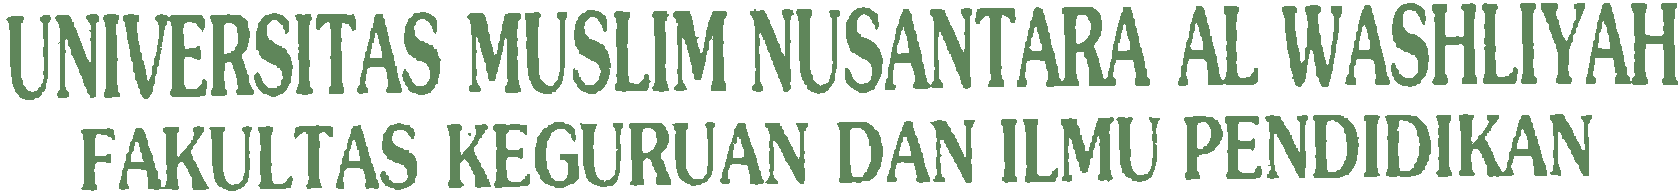 UNIVERSITAS MUSLIM NUSANTARA AL WASHLIYAH
FAKULTAS KEGURUAN DAN ILMU PENDIDIKAN